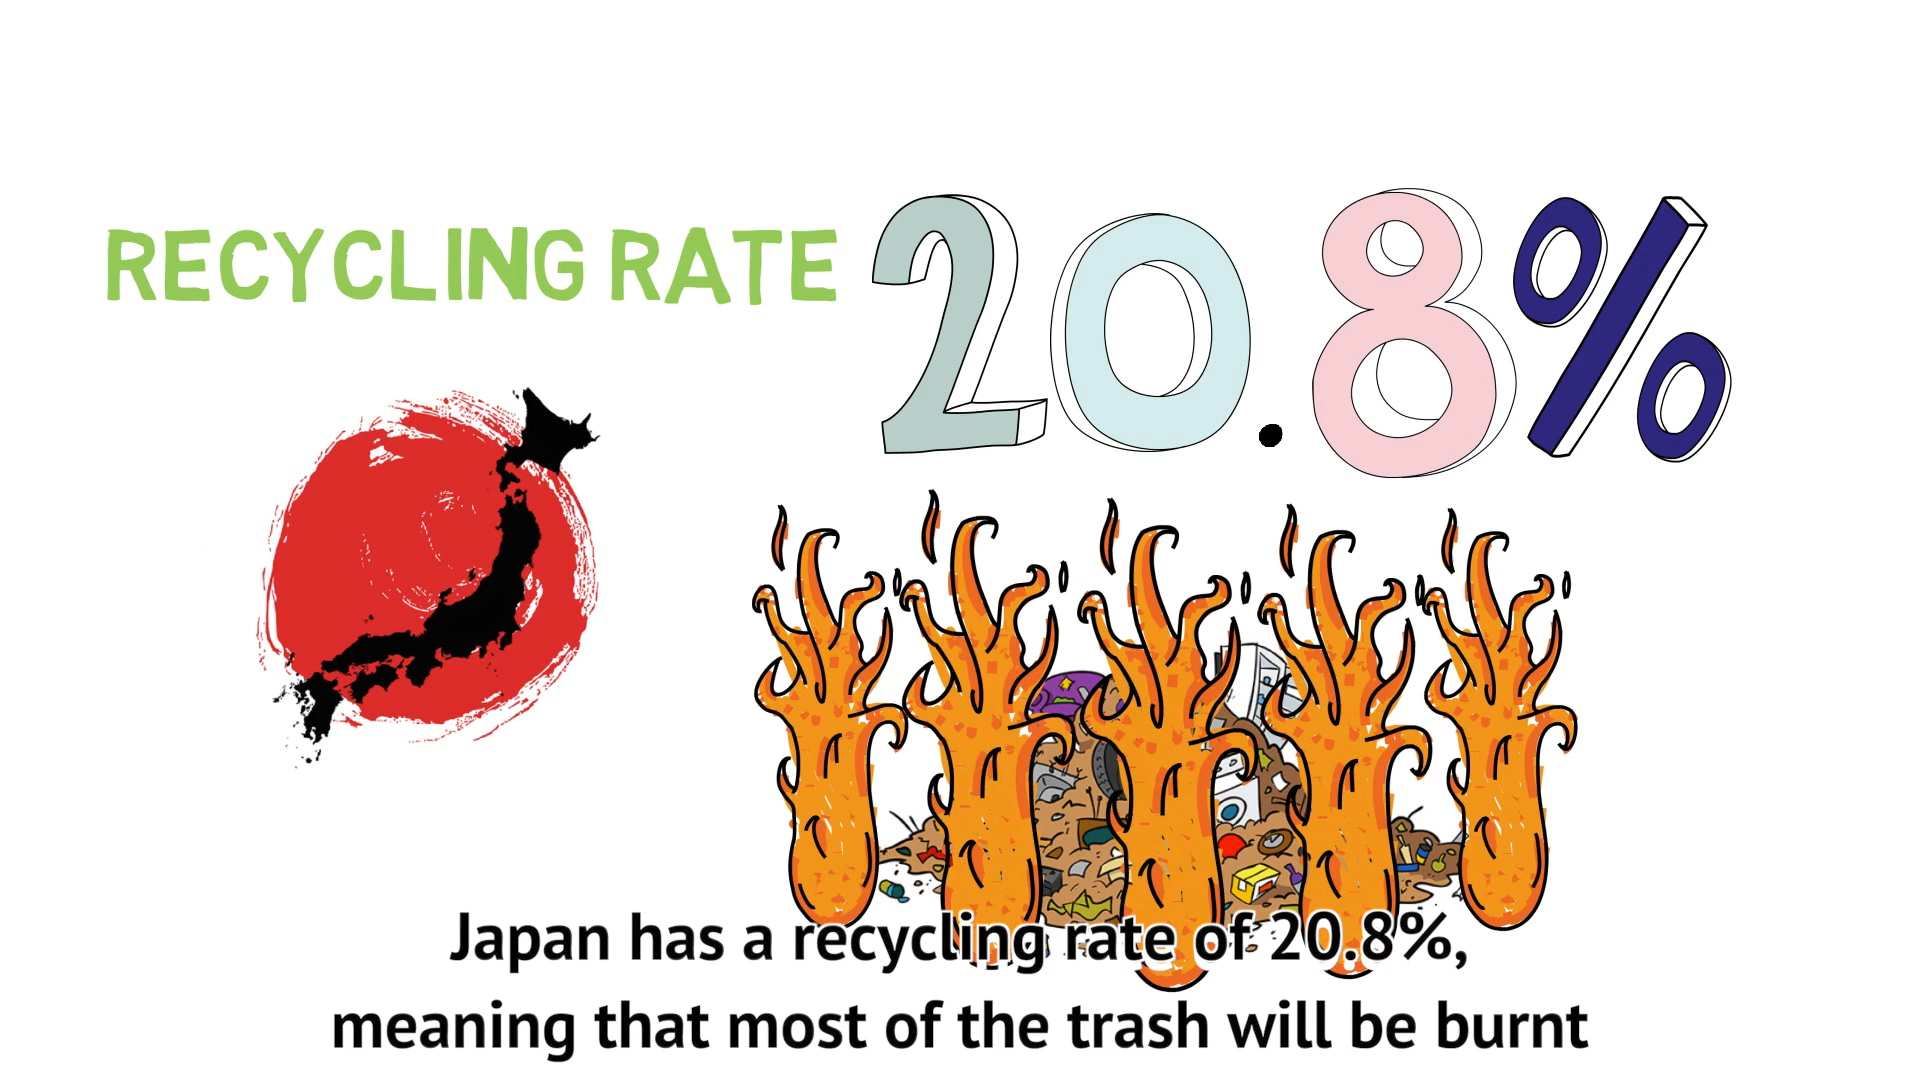 RECYCLING RATE 20.8%
Japan has a recycling rate of 20.8%,
meaning that most of the trash will be burnt